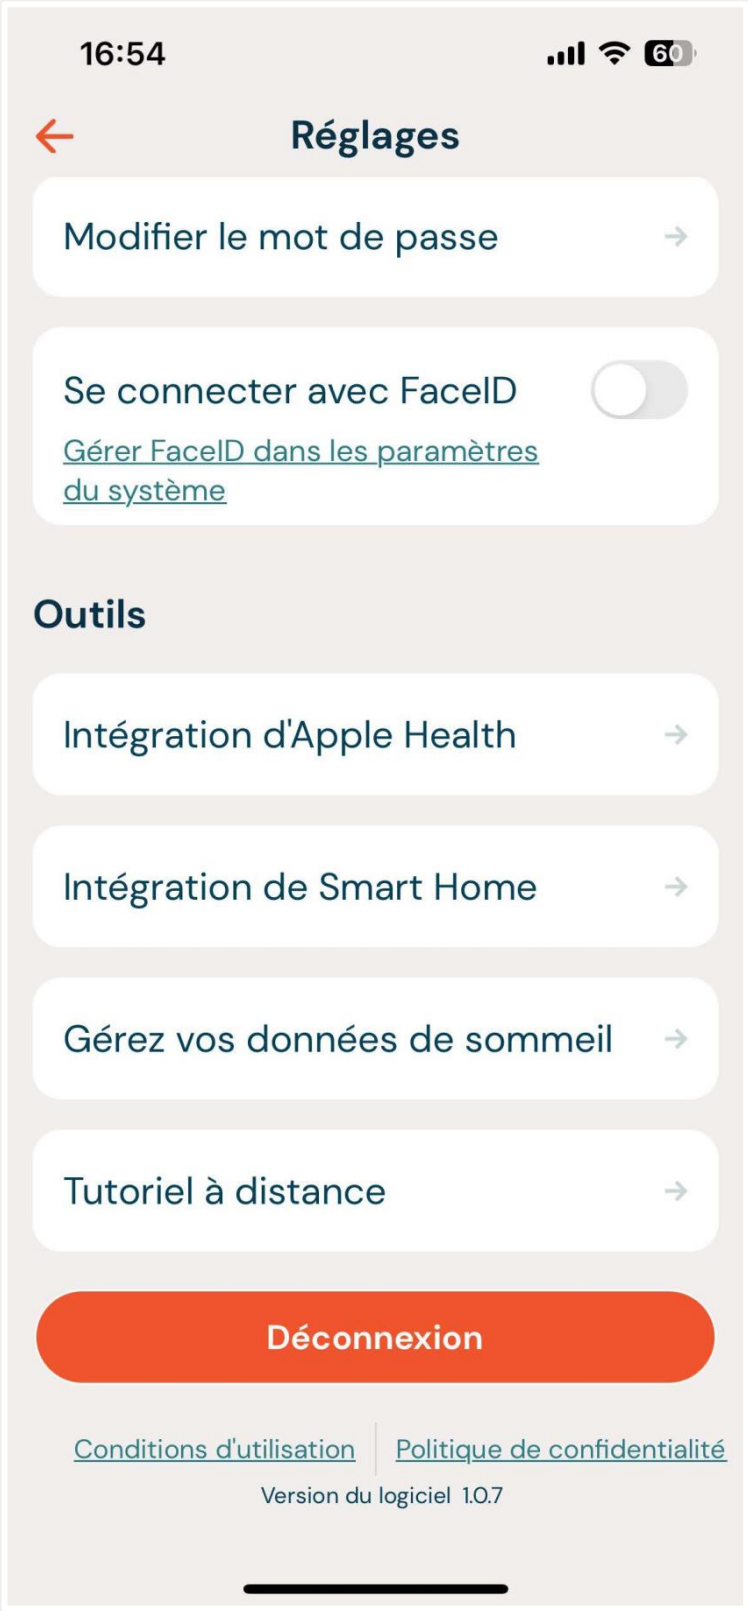 16:54
60
Réglages
Modifier le mot de passe
Se connecter avec FaceID
Gérer FaceID dans les paramètres
du système
Outils
Intégration d'Apple Health
Intégration de Smart Home
Gérez vos données de sommeil
Tutoriel à distance
Déconnexion
Conditions d'utilisation Politique de confidentialité
Version du logiciel 1.0.7